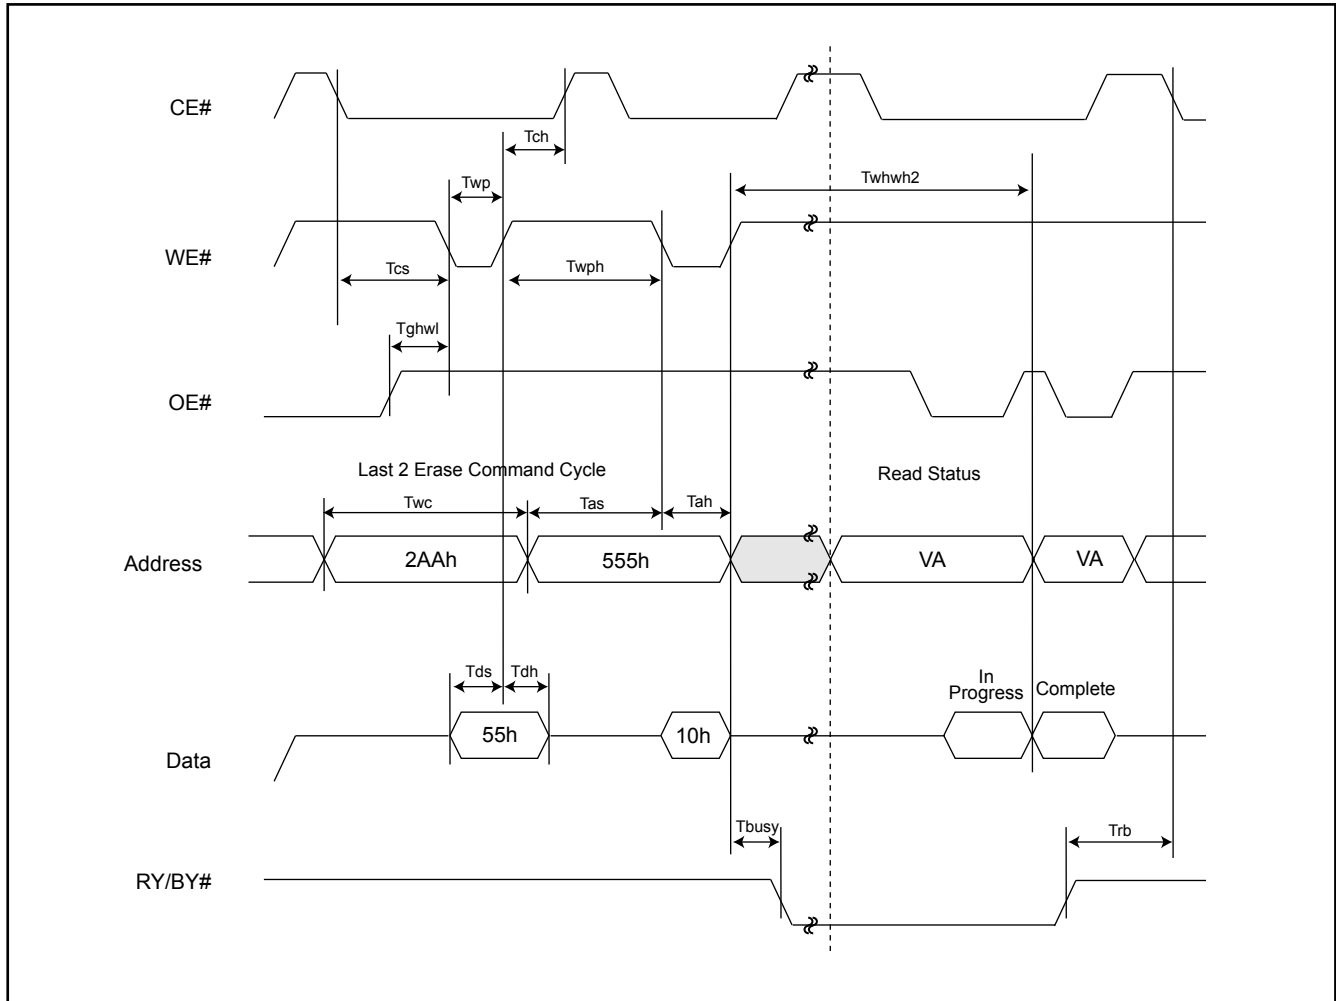 CE#
Tch
Twp
Twhwh2
WE#
Tcs
Twph
Tghwl
OE#
Last 2 Erase Command Cycle
Read Status
Twc
Tas
Tah
Address
2AAh
555h
VA
VA
Tds
Tdh
In
Progress
Complete
55h
10h
Data
Tbusy
Trb
RY/BY#